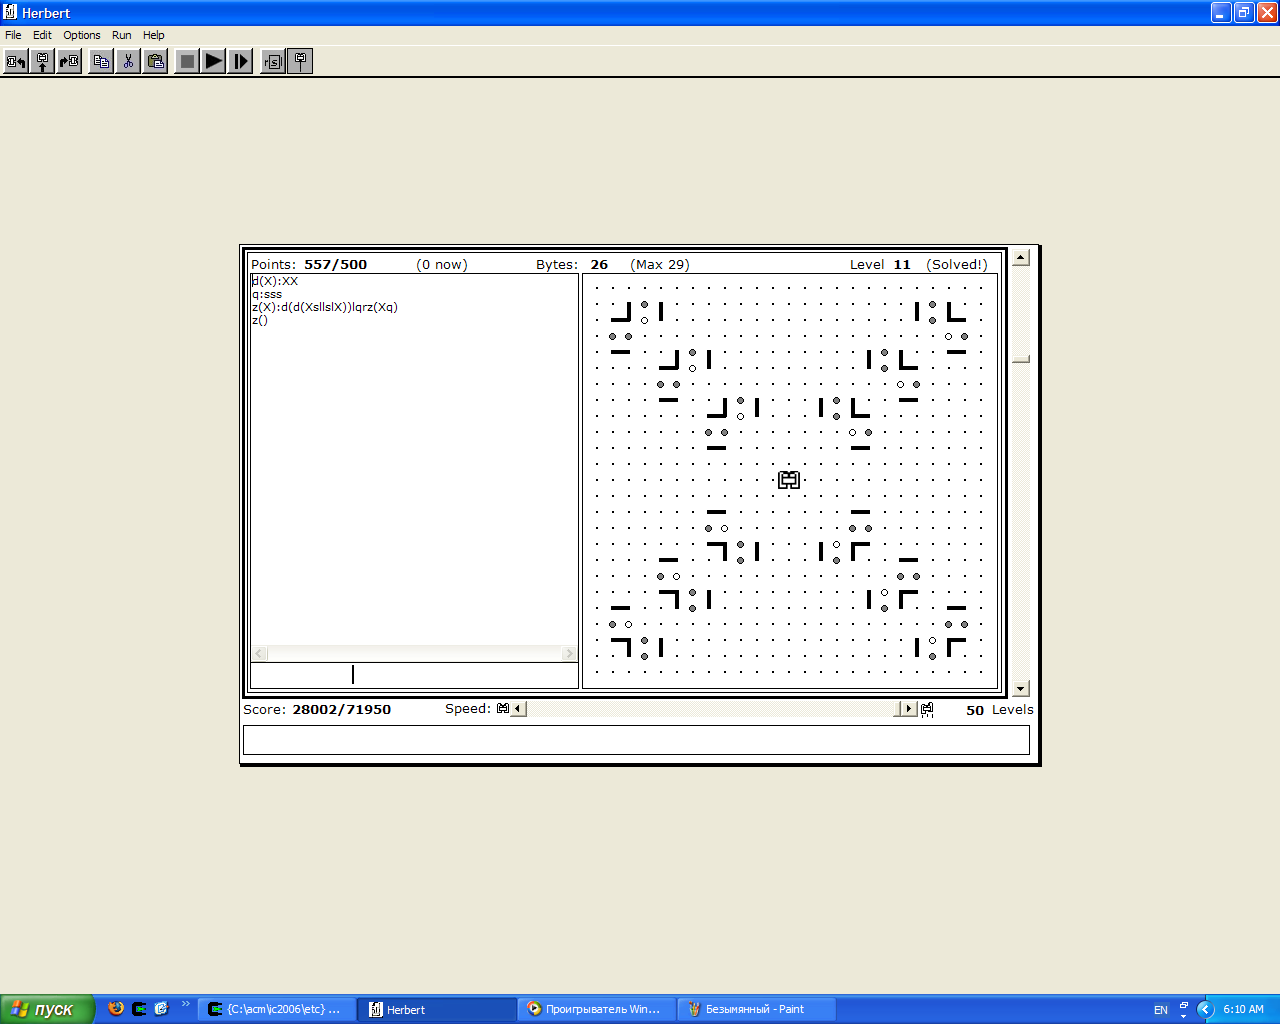 Herbert
File Edit Options Run Help
r s l
Points: 557/500 (0 now) Bytes: 26 (Max 29) Level 11 (Solved!)
d(X):XX
q:sss
z(X):d(d(XsllslX))lqrz(Xq)
z()
Score: 28002/71950 Speed: 50 Levels
пуск {C:\acm\ic2006\etc} ... Herbert Проигрыватель Win... Безымянный - Paint EN 6:10 AM